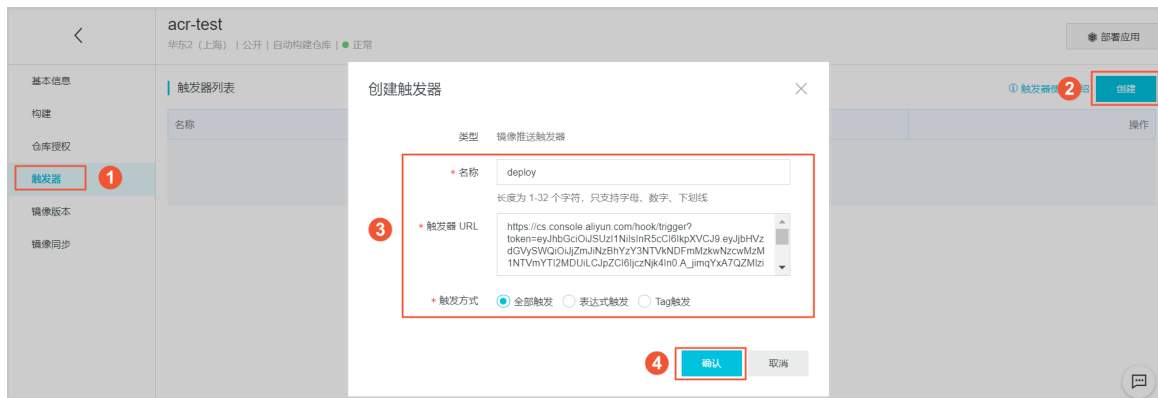 acr-test
华东2（上海） | 公开 | 自动构建仓库 | 正常
部署应用
基本信息
构建
仓库授权
触发器
镜像版本
镜像同步
1
触发器列表
触发器使
绍
2
创建
名称
操作
创建触发器
类型
镜像推送触发器
3
* 名称
deploy
长度为 1-32 个字符，只支持字母、数字、下划线
* 触发器 URL
https://cs.console.aliyun.com/hook/trigger?
token=eyJhbGciOiJSUzI1NiIsInR5cCI6IkpXVCJ9.eyJjbHVz
dGVySWQiOiJjZmJiNzBhYzY3NTVkNDFmMzkwNzcwMzM
1NTVmYTI2MDUiLCJpZCI6IjczNjk4In0.A_jimqYxA7QZMIzi
* 触发方式
全部触发
表达式触发
Tag触发
4
确认
取消